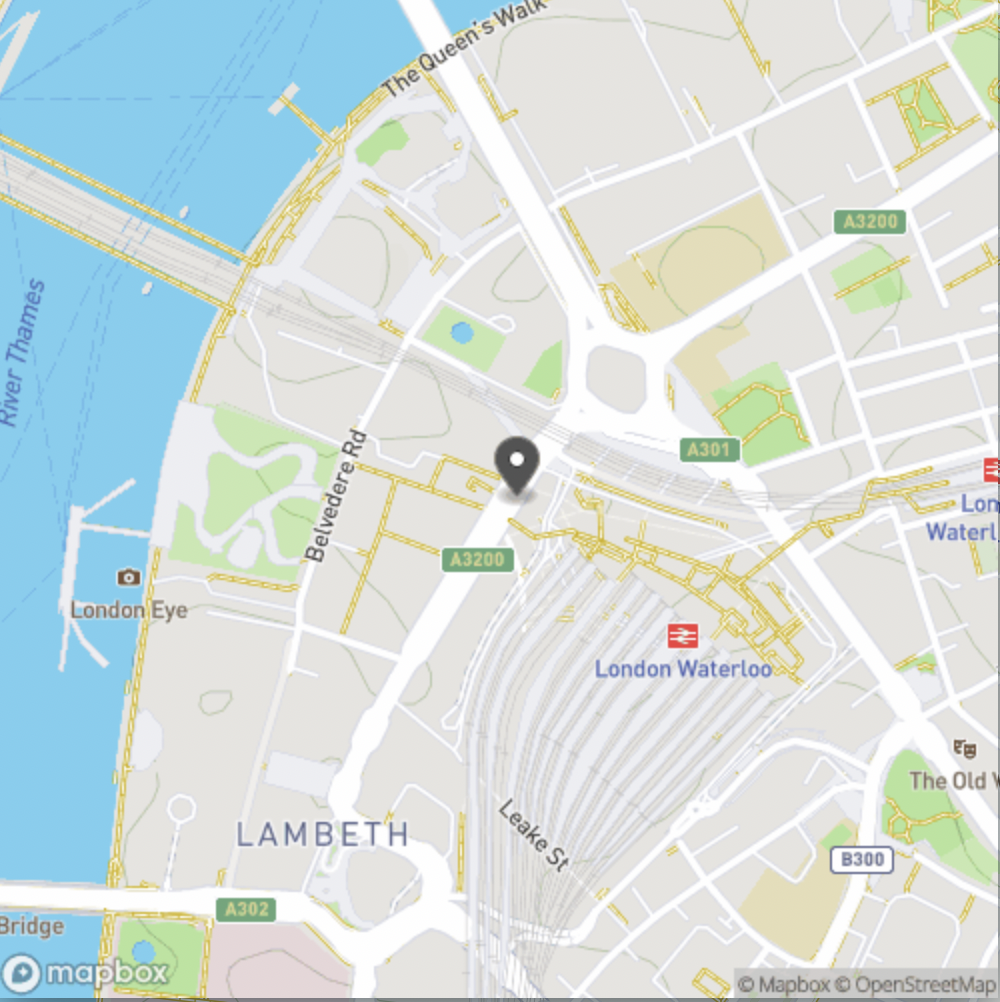 The Queen's Walk
A3200
River Thames
Belvedere Rd
A301
Lon
Waterl
A3200
London Eye
London Waterloo
The Old
Leake St
LAMBETH
B300
A302
Bridge
mapbox
© Mapbox © OpenStreetMap